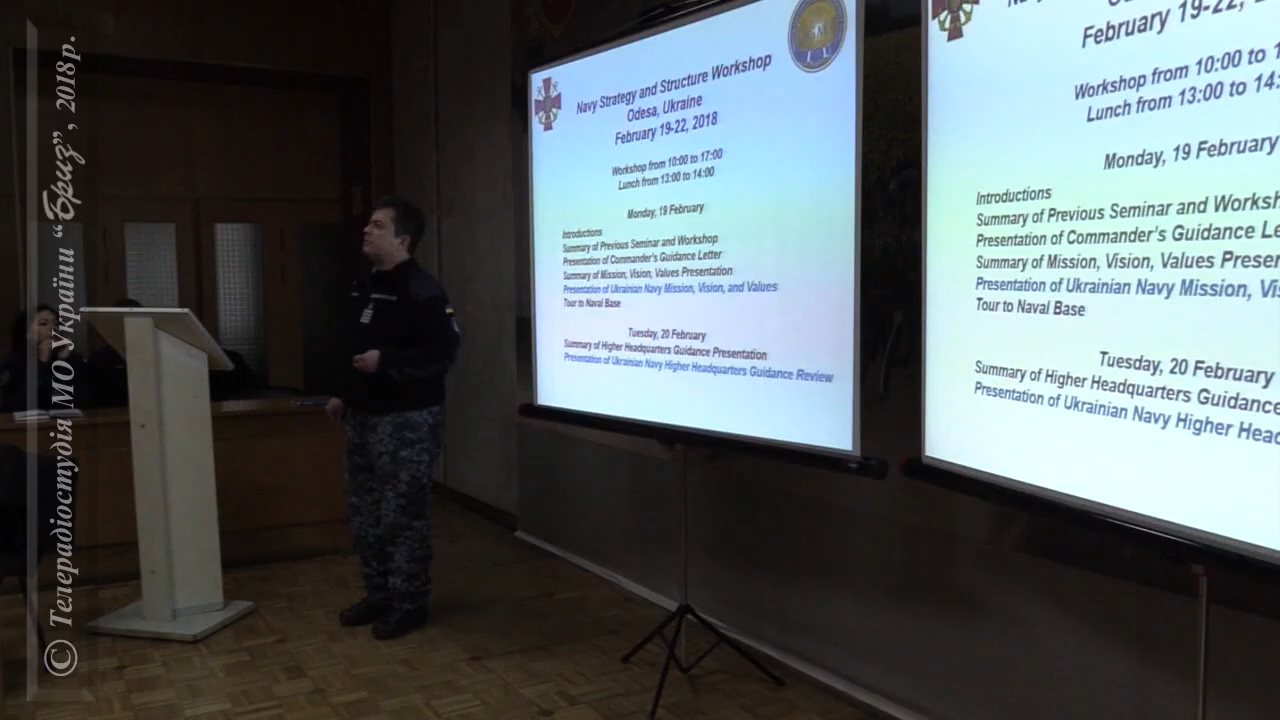 © Телерадіостудія МО України “Бриз”, 2018р.
Navy Strategy and Structure Workshop
Odesa, Ukraine
February 19-22, 2018
Workshop from 10:00 to 17:00
Lunch from 13:00 to 14:00
Monday, 19 February
Introductions
Summary of Previous Seminar and Workshop
Presentation of Commander's Guidance Letter
Summary of Mission, Vision, Values Presentation
Presentation of Ukrainian Navy Mission, Vision, and Values
Tour to Naval Base
Tuesday, 20 February
Summary of Higher Headquarters Guidance Presentation
Presentation of Ukrainian Navy Higher Headquarters Guidance Review
February 19-22,
Workshop from 10:00 to
Lunch from 13:00 to 14:
Monday, 19 February
Introductions
Summary of Previous Seminar and Worksh
Presentation of Commander's Guidance Le
Summary of Mission, Vision, Values Presen
Presentation of Ukrainian Navy Mission, Vis
Tour to Naval Base
Tuesday, 20 February
Summary of Higher Headquarters Guidance
Presentation of Ukrainian Navy Higher Head